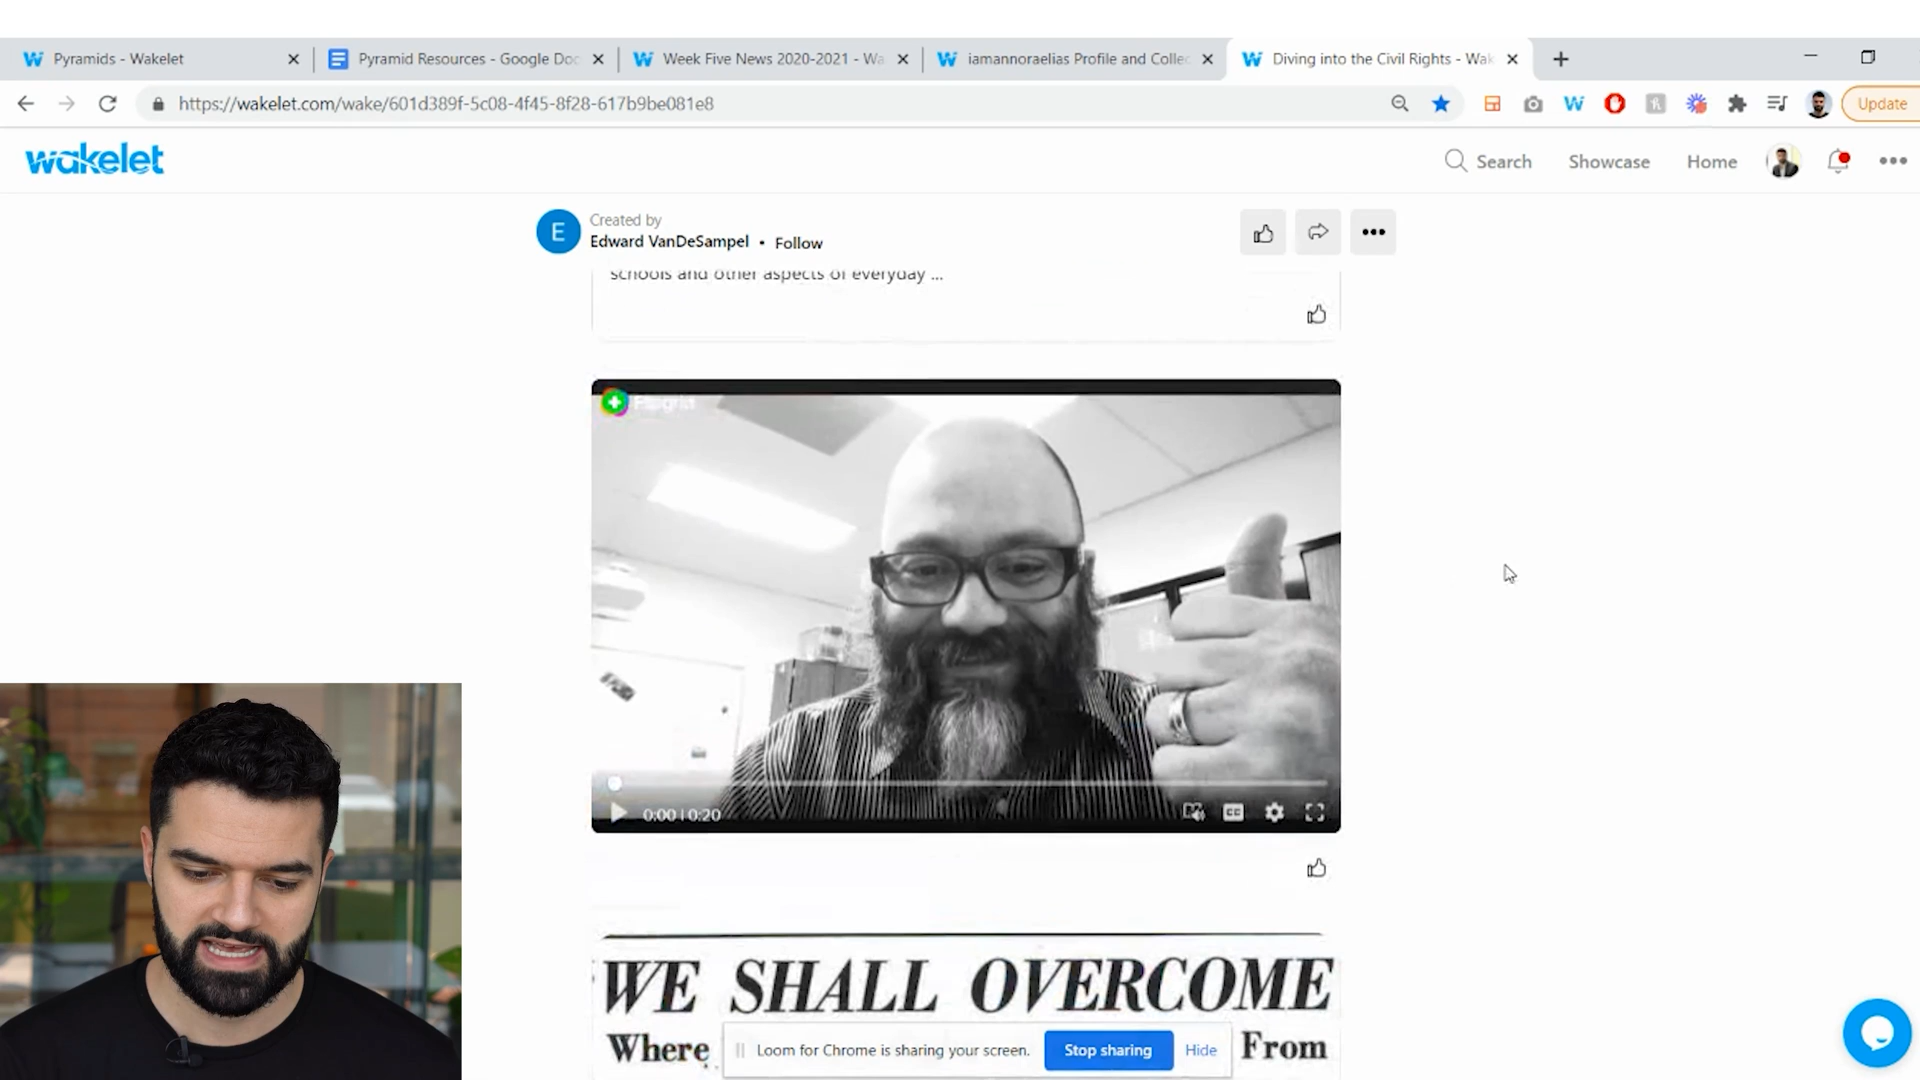 Pyramids - Wakelet
Pyramid Resources - Google Doc
Week Five News 2020-2021 - Wa
iamannoraelias Profile and Collec
Diving into the Civil Rights - Wak
https://wakelet.com/wake/601d389f-5c08-4f45-8f28-617b9be081e8
Update
wakelet
Search
Showcase
Home
E
Created by
Edward VanDeSampel • Follow
schools and other aspects of everyday ...
Flipgrid
0:00 | 0:20
CC
WE SHALL OVERCOME
Where
From
Loom for Chrome is sharing your screen.
Stop sharing
Hide